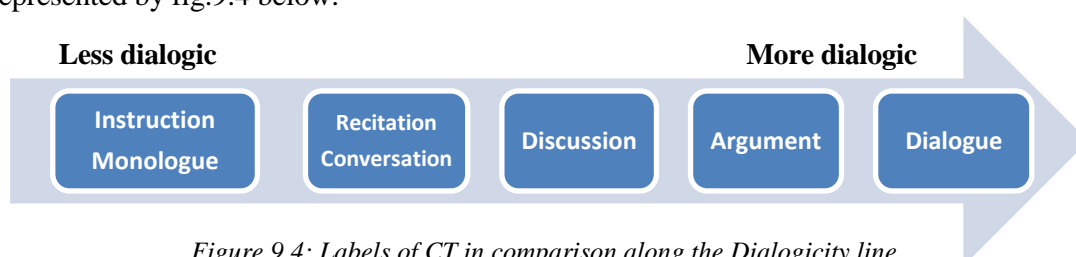 epresented by fig.9.4 below.
Less dialogic More dialogic
Instruction
Monologue
Recitation
Conversation
Discussion
Argument
Dialogue
Figure 9.4: Labels of CT in comparison along the Dialogicity line